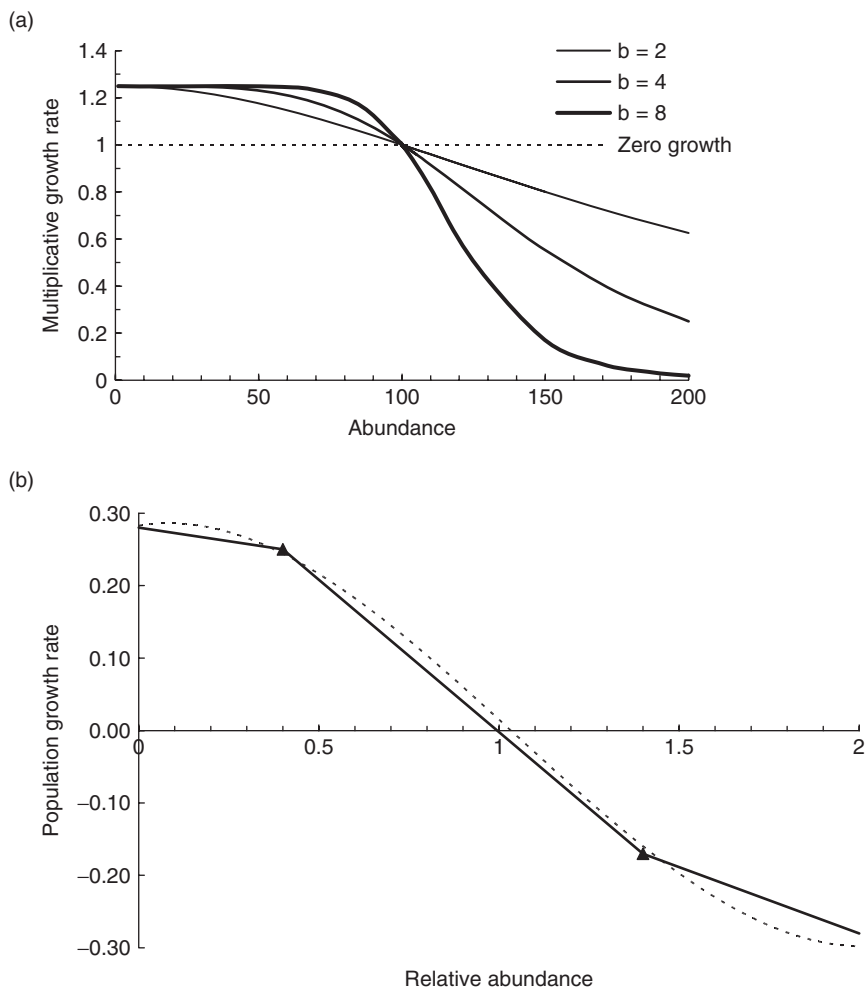 (a)
1.4
1.2
1
0.8
0.6
0.4
0.2
0
Multiplicative growth rate
0
50
100
150
200
Abundance
b = 2
b = 4
b = 8
Zero growth
(b)
0.30
0.20
0.10
0.00
–0.10
–0.20
–0.30
Population growth rate
0
0.5
1
1.5
2
Relative abundance